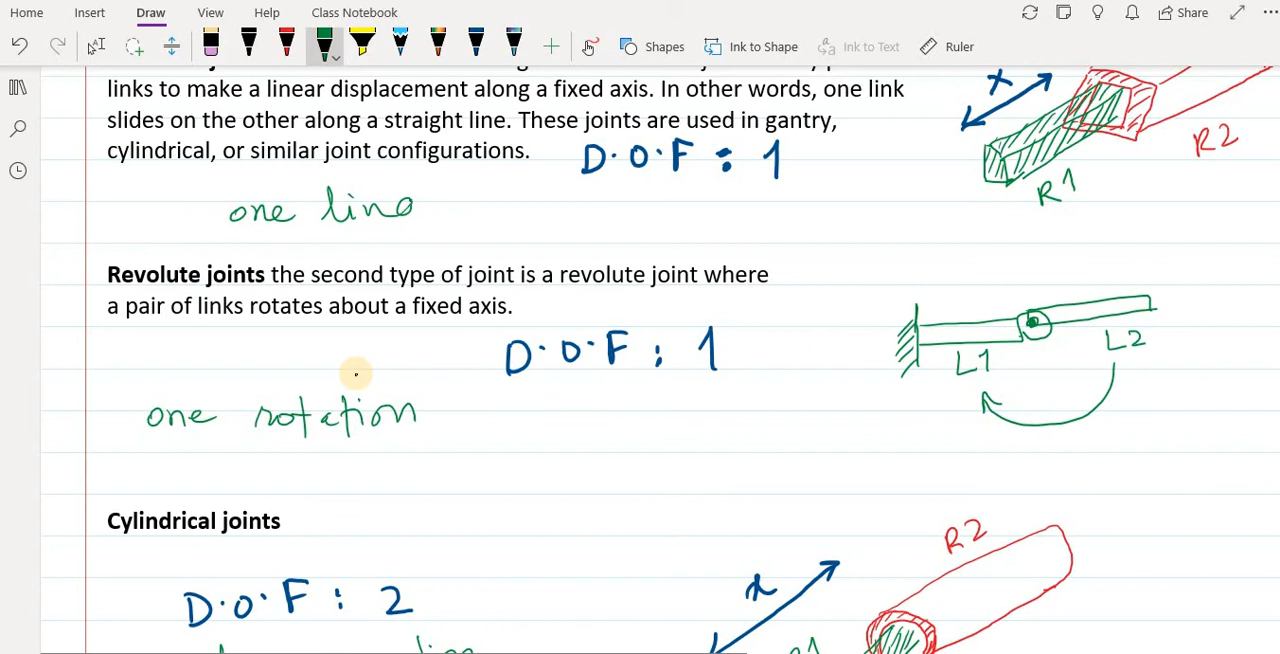 Home Insert Draw View Help Class Notebook Share
Shapes Ink to Shape Ink to Text Ruler
links to make a linear displacement along a fixed axis. In other words, one link
slides on the other along a straight line. These joints are used in gantry,
cylindrical, or similar joint configurations. D.O.F : 1
x
R2
R1
one line
Revolute joints the second type of joint is a revolute joint where
a pair of links rotates about a fixed axis.
D.O.F : 1
L1 L2
one rotation
Cylindrical joints
R2
x
D.O.F : 2